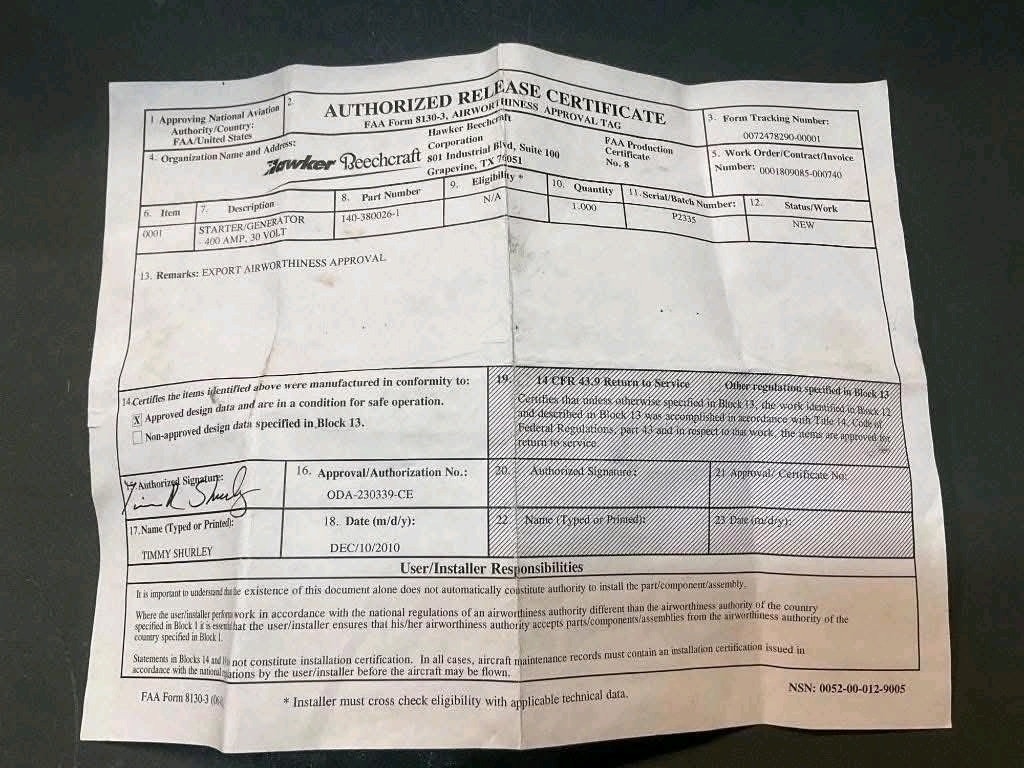 1 Approving National Aviation
Authority/Country:
FAA/United States
2.
AUTHORIZED RELEASE CERTIFICATE
FAA Form 8130-3, AIRWORTHINESS APPROVAL TAG
3. Form Tracking Number:
0072478290-00001
4. Organization Name and Address:
Hawker Beechcraft
Hawker Beechcraft
Corporation
801 Industrial Blvd, Suite 100
Grapevine, TX 76051
FAA Production
Certificate
No. 8
5. Work Order/Contract/Invoice
Number: 0001809085-000740
6. Item
7. Description
8. Part Number
9. Eligibility *
10. Quantity
11. Serial/Batch Number:
12. Status/Work
0001
STARTER/GENERATOR
- 400 AMP, 30 VOLT
140-380026-1
N/A
1.000
P2335
NEW
13. Remarks: EXPORT AIRWORTHINESS APPROVAL
14.Certifies the items identified above were manufactured in conformity to:
X Approved design data and are in a condition for safe operation.
Non-approved design data specified in Block 13.
19. 14 CFR 43.9 Return to Service Other regulation specified in Block 13
Certifies that unless otherwise specified in Block 13, the work identified in Block 12
and described in Block 13 was accomplished in accordance with Title 14, Code of
Federal Regulations, part 43 and in respect to that work, the items are approved for
return to service.
Authorized Signature:
16. Approval/Authorization No.:
ODA-230339-CE
20. Authorized Signature:
21 Approval/ Certificate No.:
17.Name (Typed or Printed):
TIMMY SHURLEY
18. Date (m/d/y):
DEC/10/2010
22. Name (Typed or Printed):
23 Date (m/d/y):
User/Installer Responsibilities
It is important to understand that the existence of this document alone does not automatically constitute authority to install the part/component/assembly.
Where the user/installer performs work in accordance with the national regulations of an airworthiness authority different than the airworthiness authority of the country
specified in Block 1 it is essential that the user/installer ensures that his/her airworthiness authority accepts parts/components/assemblies from the airworthiness authority of the
country specified in Block 1.
Statements in Blocks 14 and not constitute installation certification. In all cases, aircraft maintenance records must contain an installation certification issued in
accordance with the national by the user/installer before the aircraft may be flown.
FAA Form 8130-3
* Installer must cross check eligibility with applicable technical data.
NSN: 0052-00-012-9005